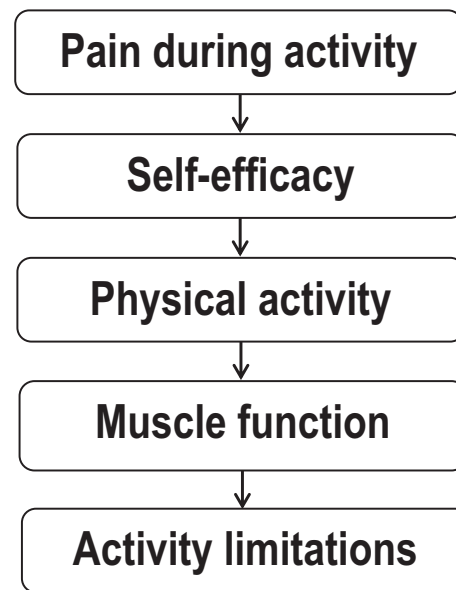 Pain during activity
Self-efficacy
Physical activity
Muscle function
Activity limitations